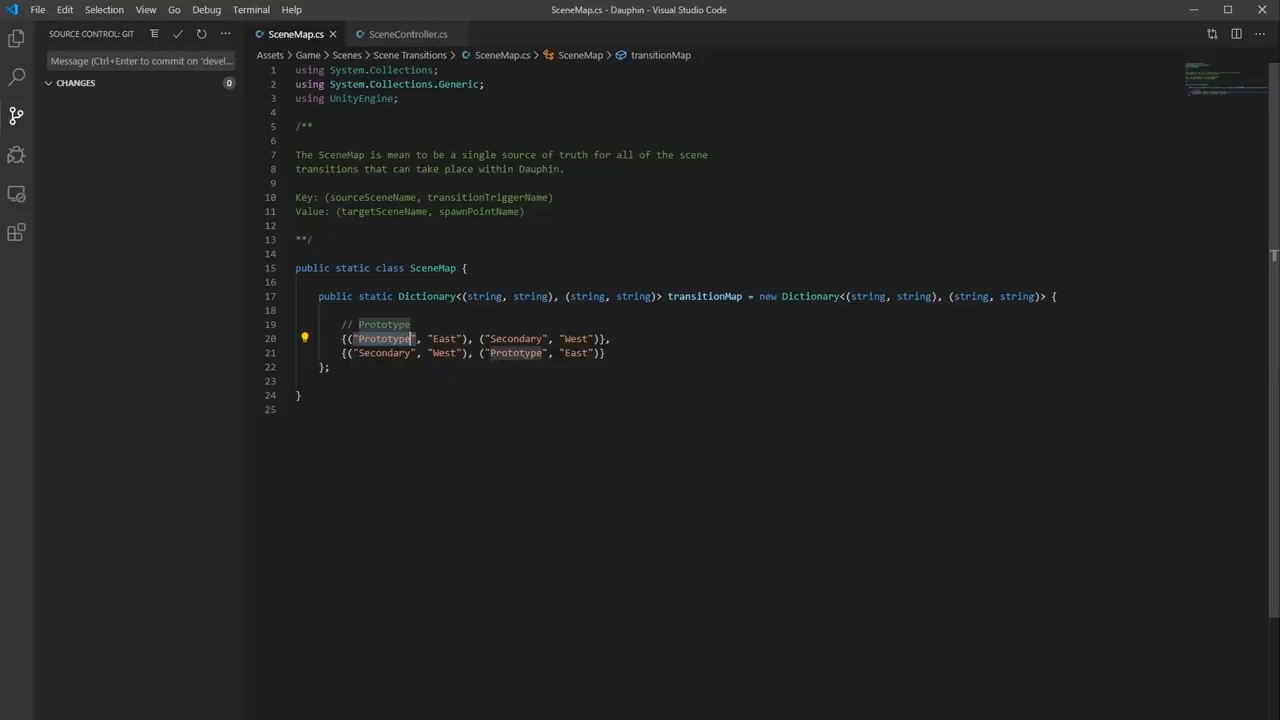 File Edit Selection View Go Debug Terminal Help
SceneMap.cs - Dauphin - Visual Studio Code
SOURCE CONTROL: GIT
SceneMap.cs
SceneController.cs
Message (Ctrl+Enter to commit on 'devel...
Assets > Game > Scenes > Scene Transitions > SceneMap.cs > SceneMap > transitionMap
CHANGES 0
1 using System.Collections;
2 using System.Collections.Generic;
3 using UnityEngine;
4
5 /**
6
7 The SceneMap is mean to be a single source of truth for all of the scene
8 transitions that can take place within Dauphin.
9
10 Key: (sourceSceneName, transitionTriggerName)
11 Value: (targetSceneName, spawnPointName)
12
13 **/
14
15 public static class SceneMap {
16
17 public static Dictionary<(string, string), (string, string)> transitionMap = new Dictionary<(string, string), (string, string)> {
18
19 // Prototype
20 {("Prototype", "East"), ("Secondary", "West")},
21 {("Secondary", "West"), ("Prototype", "East")}
22 };
23
24 }
25